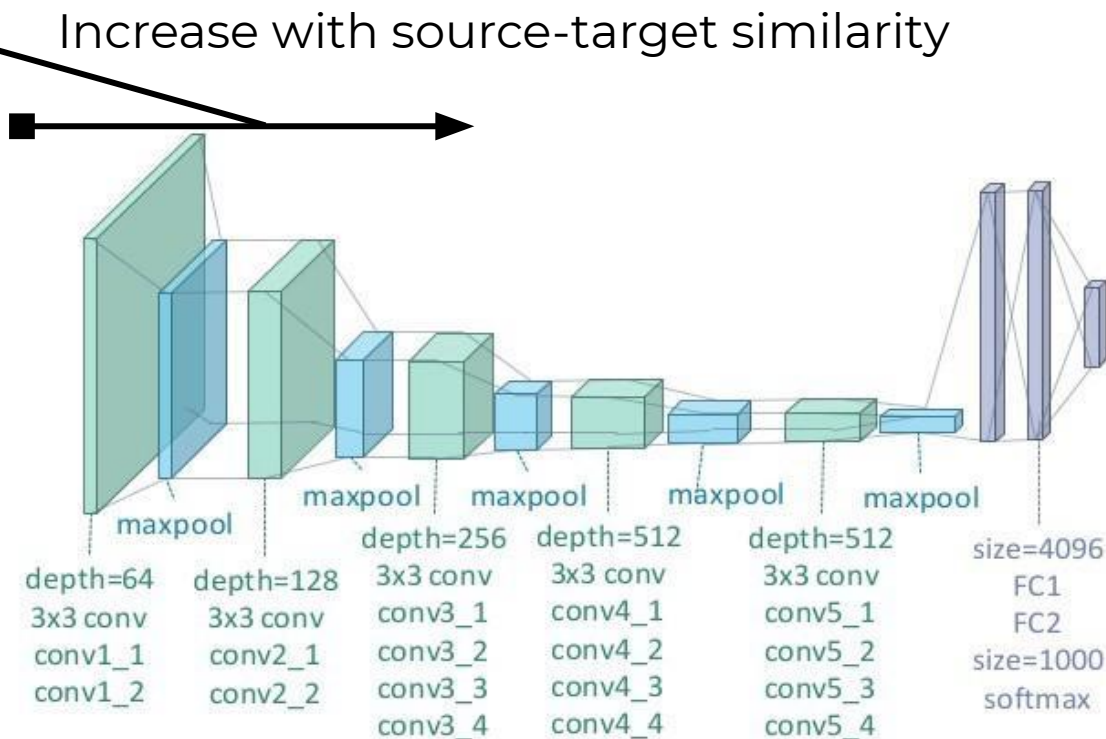 Increase with source-target similarity
maxpool
maxpool
maxpool
maxpool
maxpool
depth=64
3x3 conv
conv1_1
conv1_2
depth=128
3x3 conv
conv2_1
conv2_2
depth=256
3x3 conv
conv3_1
conv3_2
conv3_3
conv3_4
depth=512
3x3 conv
conv4_1
conv4_2
conv4_3
conv4_4
depth=512
3x3 conv
conv5_1
conv5_2
conv5_3
conv5_4
size=4096
FC1
FC2
size=1000
softmax